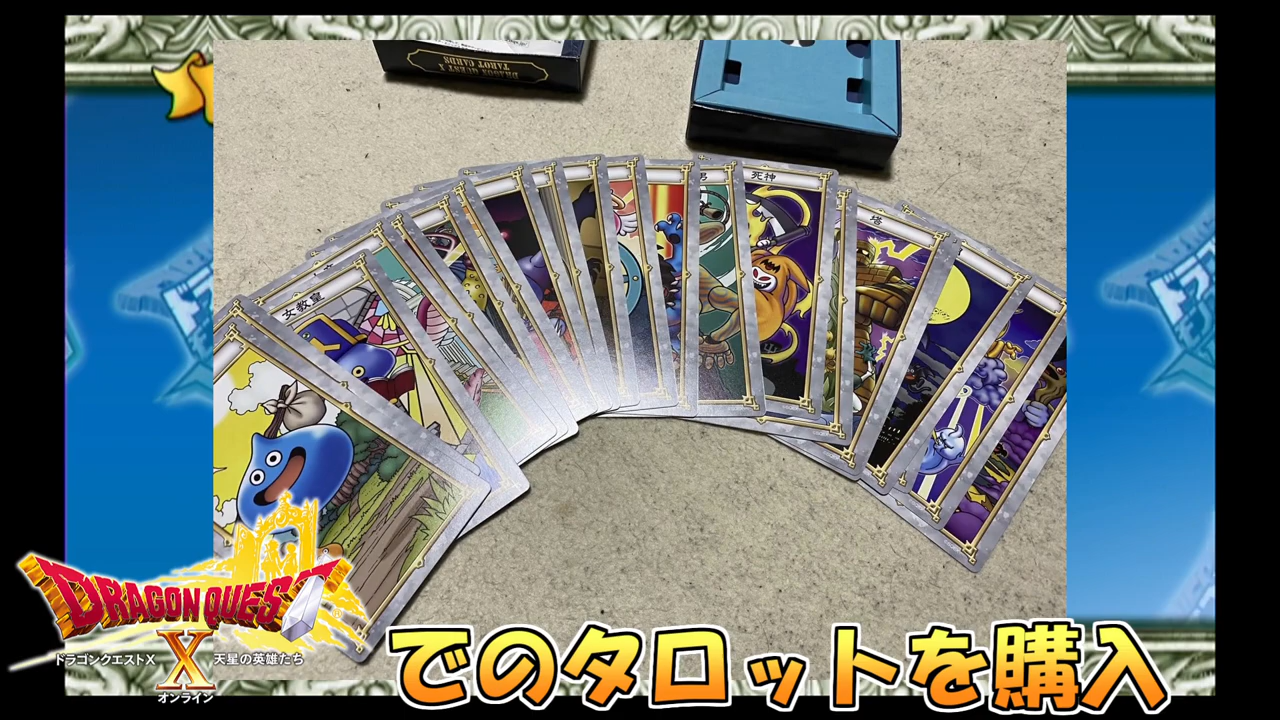 DRAGON QUEST X
TAROT CARDS
死神
塔
女教皇
DRAGON QUEST
X
ドラゴンクエストX
天星の英雄たち
オンライン
でのタロットを購入